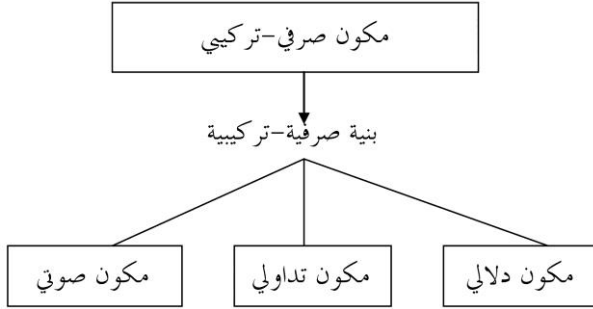 مكون صرفي-تركيبي
بنية صرفية-تركيبية
مكون دلالي
مكون تداولي
مكون صوتي